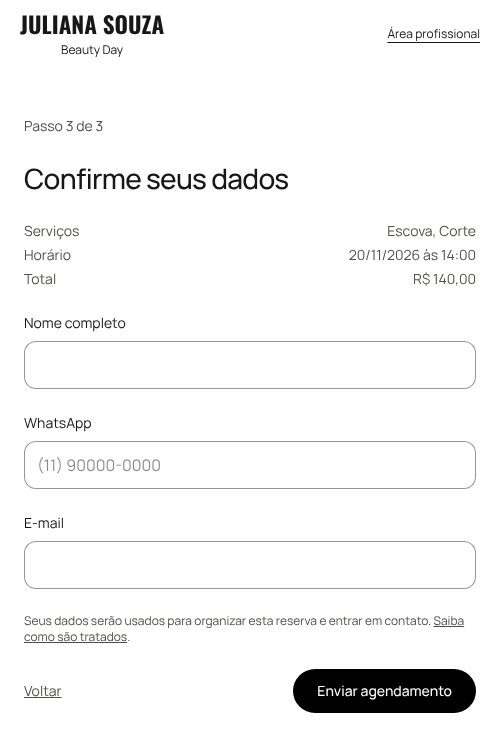 JULIANA SOUZA
Beauty Day
Área profissional
Passo 3 de 3
Confirme seus dados
Serviços Escova, Corte
Horário 20/11/2026 às 14:00
Total R$ 140,00
Nome completo
WhatsApp
(11) 90000-0000
E-mail
Seus dados serão usados para organizar esta reserva e entrar em contato. Saiba
como são tratados.
Voltar Enviar agendamento